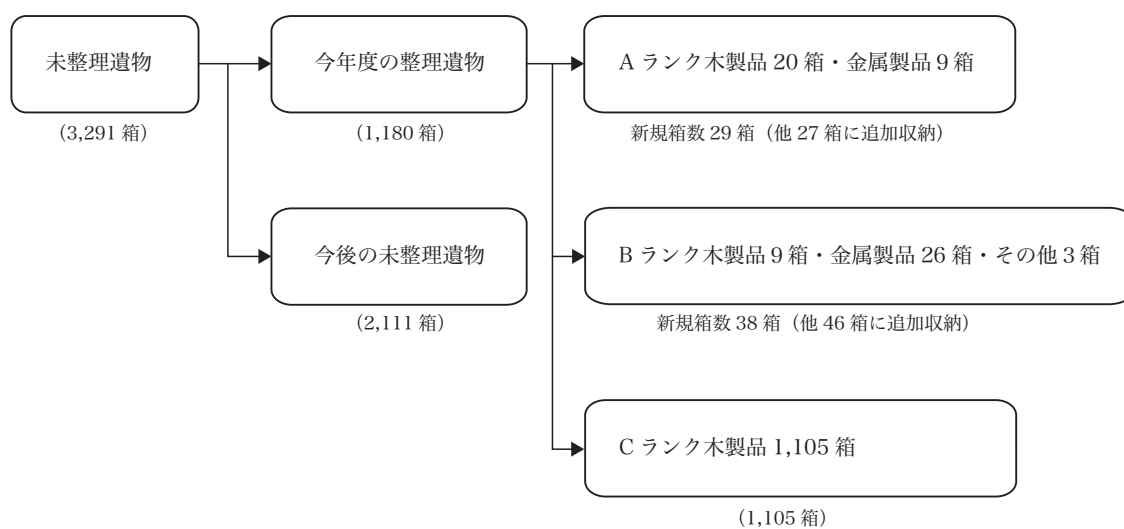 未整理遺物
(3,291 箱)
今年度の整理遺物
(1,180 箱)
今後の未整理遺物
(2,111 箱)
A ランク木製品 20 箱・金属製品 9 箱
新規箱数 29 箱（他 27 箱に追加収納）
B ランク木製品 9 箱・金属製品 26 箱・その他 3 箱
新規箱数 38 箱（他 46 箱に追加収納）
C ランク木製品 1,105 箱
(1,105 箱)